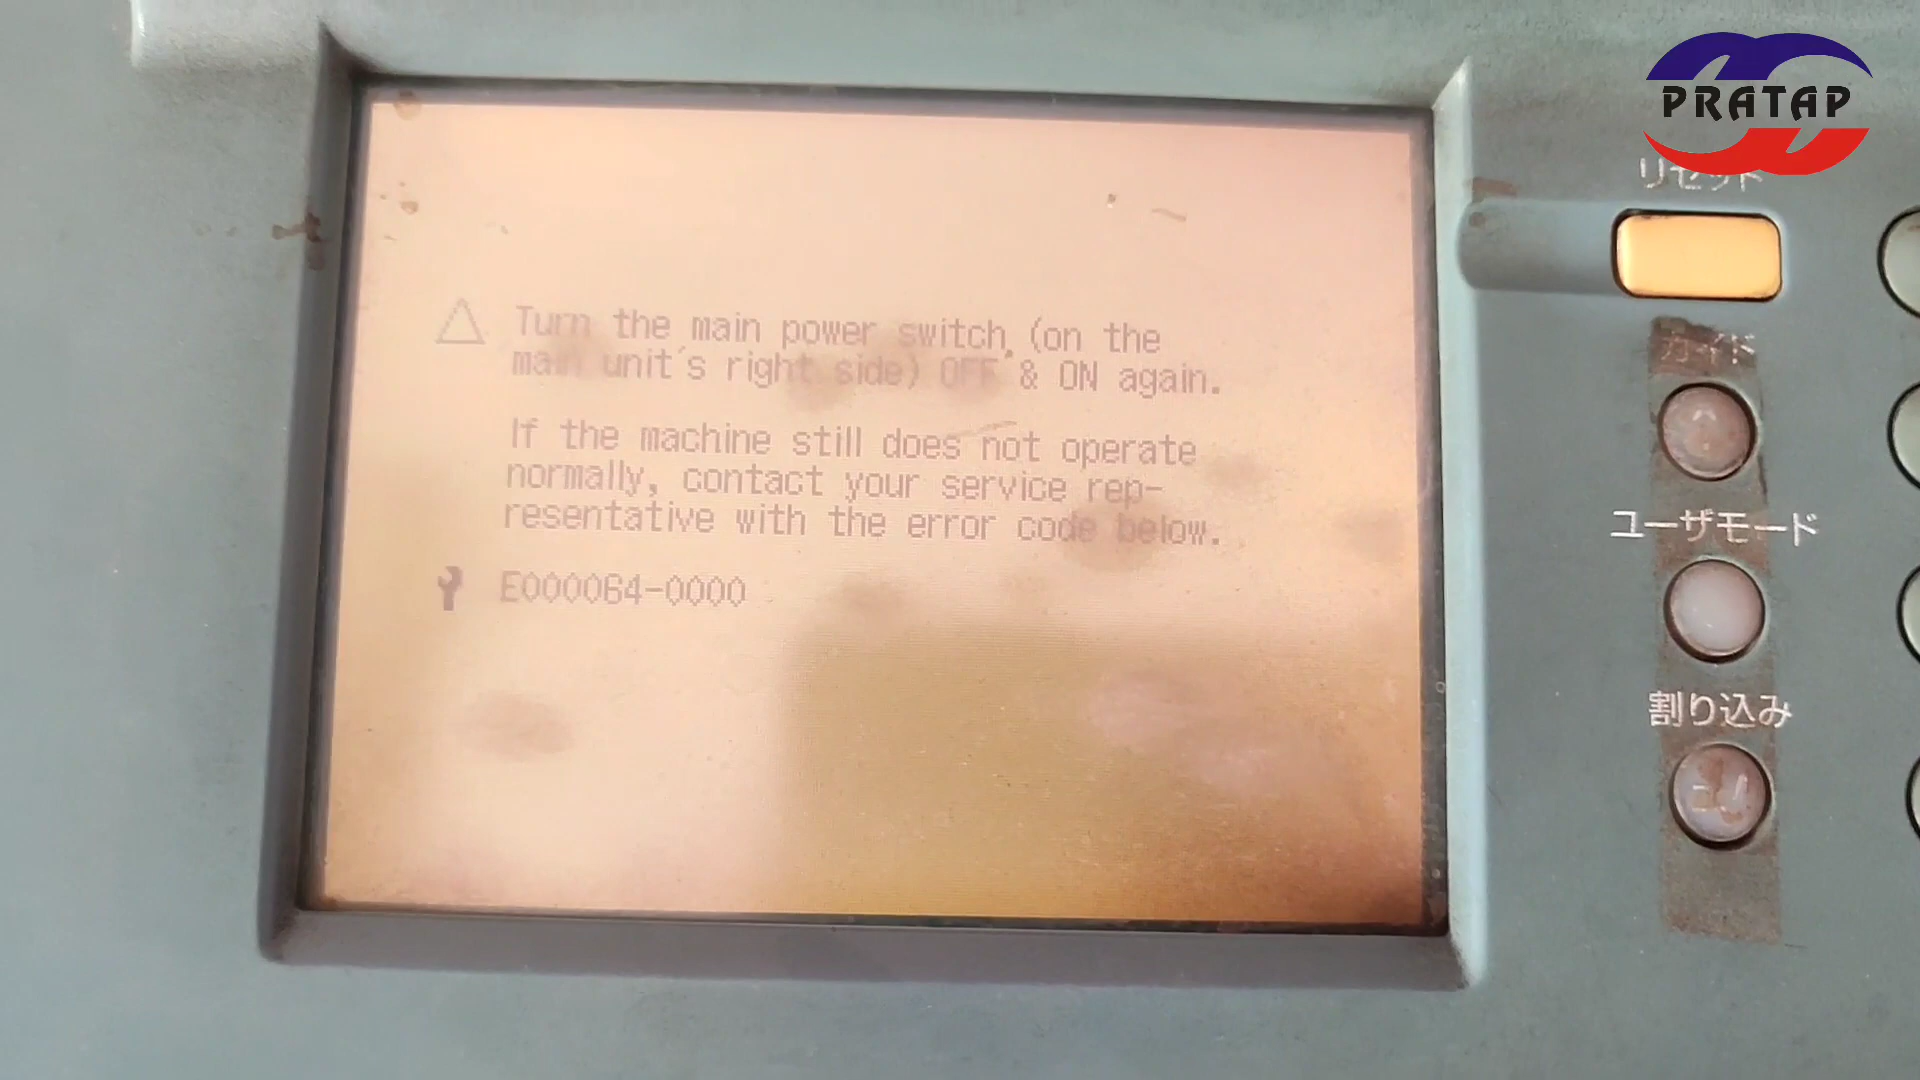 PRATAP
リセット
Turn the main power switch (on the
main unit's right side) OFF & ON again.
If the machine still does not operate
normally, contact your service rep-
resentative with the error code below.
E000064-0000
ガイド
ユーザモード
割り込み